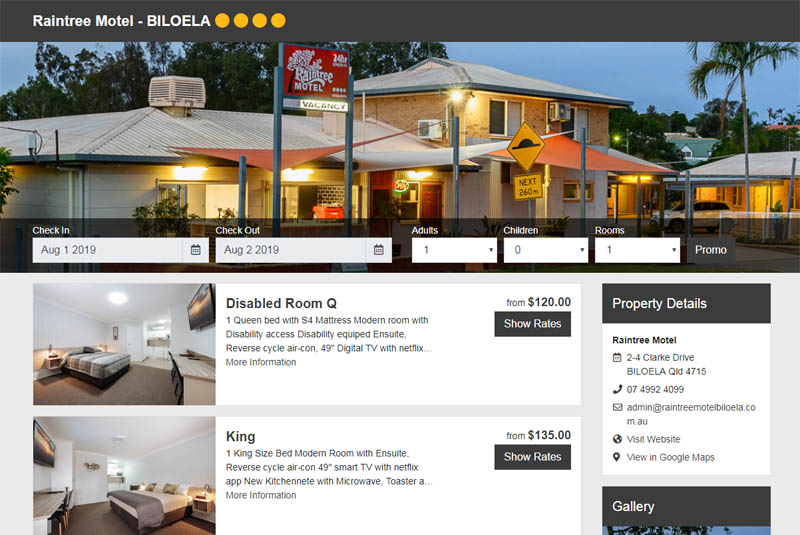 Raintree Motel - BILOELA
24hr
Raintree
MOTEL
VACANCY
OPEN
NEXT
260 m
Check In
Check Out
Adults
Children
Rooms
Aug 1 2019
Aug 2 2019
1
0
1
Promo
Disabled Room Q
from $120.00
1 Queen bed with S4 Mattress Modern room with
Disability access Disability equiped Ensuite,
Reverse cycle air-con, 49" Digital TV with netflix...
More Information
Show Rates
King
from $135.00
1 King Size Bed Modern Room with Ensuite,
Reverse cycle air-con 49" smart TV with netflix
app New Kitchennete with Microwave, Toaster a...
More Information
Show Rates
Property Details
Raintree Motel
2-4 Clarke Drive
BILOELA Qld 4715
07 4992 4099
admin@raintreemotelbiloela.co
m.au
Visit Website
View in Google Maps
Gallery